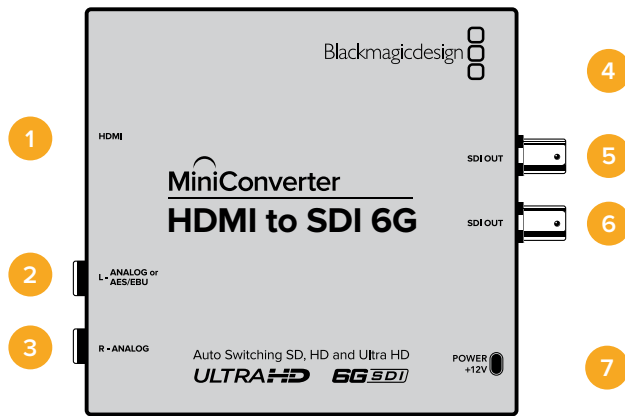 Blackmagicdesign
4
1
HDMI
SDI OUT
5
MiniConverter
HDMI to SDI 6G
SDI OUT
6
2
L - ANALOG or
AES/EBU
3
R - ANALOG
Auto Switching SD, HD and Ultra HD
ULTRAHD 6G SDI
POWER
+12V
7